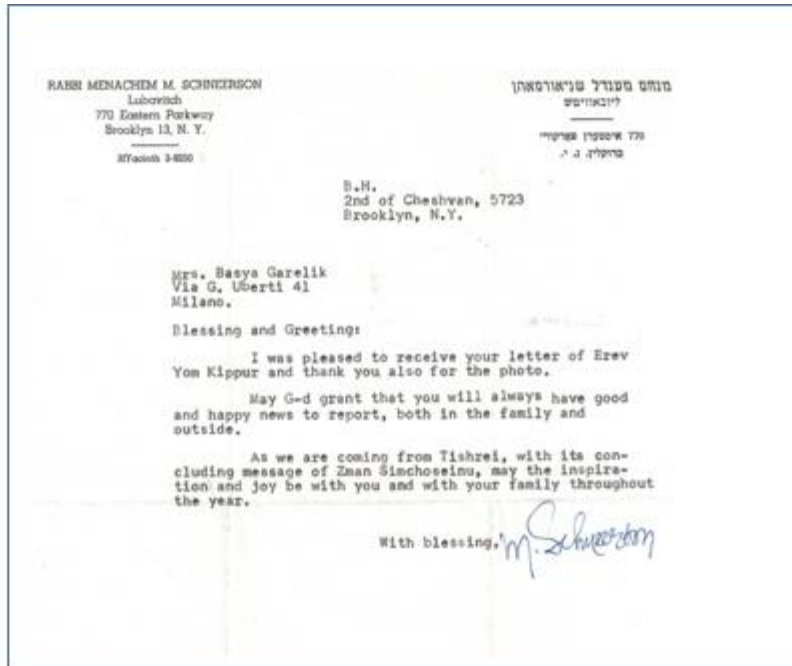 RABBI MENACHEM M. SCHNEERSON
Lubavitch
770 Eastern Parkway
Brooklyn 13, N. Y.
HYacinth 3-9250
מנחם מענדל שניאורסאהן
ליובאוויטש
770 איסטערן פארקוויי
ברוקלין, נ. י.
B.H.
2nd of Cheshvan, 5723
Brooklyn, N.Y.
Mrs. Basya Garelik
Via G. Uberti 41
Milano.
Blessing and Greeting:
I was pleased to receive your letter of Erev
Yom Kippur and thank you also for the photo.
May G-d grant that you will always have good
and happy news to report, both in the family and
outside.
As we are coming from Tishrei, with its con-
cluding message of Zman Simchoseinu, may the inspira-
tion and joy be with you and with your family throughout
the year.
With blessing, M. Schneerson